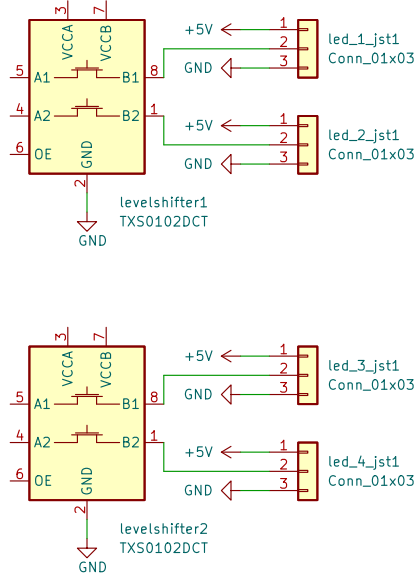 3 7
VCCA VCCB
+5V 1
led_1_jst1
2
Conn_01x03
GND 3
5 A1 B1 8
4 A2 B2 1
6 OE GND
2
GND
+5V 1
led_2_jst1
2
Conn_01x03
GND 3
levelshifter1
TXS0102DCT
3 7
VCCA VCCB
+5V 1
led_3_jst1
2
Conn_01x03
GND 3
5 A1 B1 8
4 A2 B2 1
6 OE GND
2
GND
+5V 1
led_4_jst1
2
Conn_01x03
GND 3
levelshifter2
TXS0102DCT